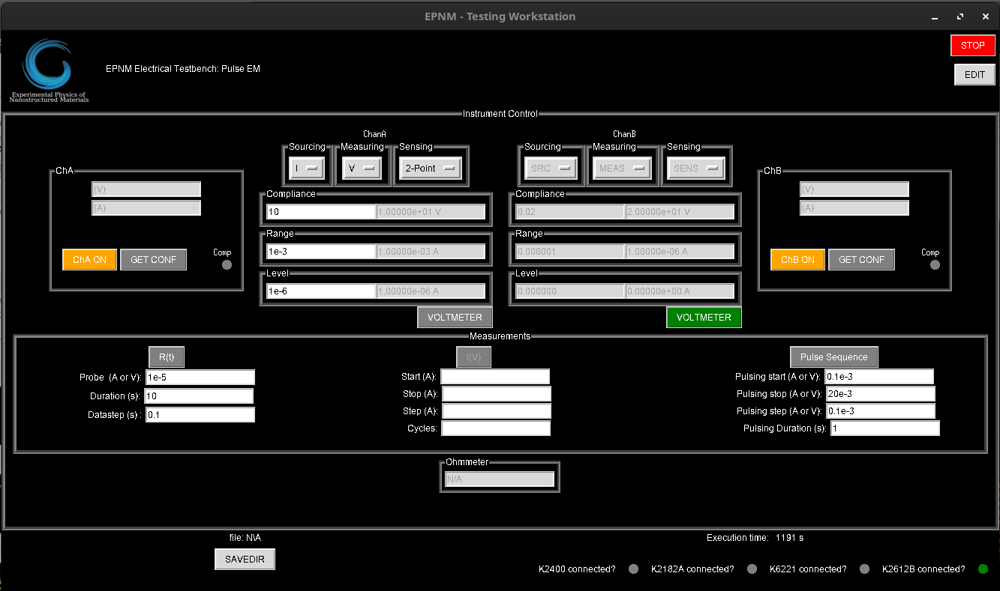 EPNM - Testing Workstation
STOP
EPNM Electrical Testbench: Pulse EM
EDIT
Experimental Physics of
Nanostructured Materials
Instrument Control
ChanA
ChanB
Sourcing Measuring Sensing
Sourcing Measuring Sensing
I V 2-Point
SRC MEAS SENS
ChA
(V)
(A)
Comp
ChA ON GET CONF
Compliance
10 1.00000e+01 V
Range
1e-3 1.00000e-03 A
Level
1e-6 1.00000e-06 A
VOLTMETER
Compliance
0.02 2.00000e+01 V
Range
0.000001 1.00000e-06 A
Level
0.000000 0.00000e+00 A
VOLTMETER
ChB
(V)
(A)
Comp
ChB ON GET CONF
Measurements
R(t)
Probe (A or V): 1e-5
Duration (s): 10
Datastep (s) : 0.1
I(V)
Start (A):
Stop (A):
Step (A):
Cycles:
Pulse Sequence
Pulsing start (A or V): 0.1e-3
Pulsing stop (A or V): 20e-3
Pulsing step (A or V): 0.1e-3
Pulsing Duration (s): 1
Ohmmeter
N/A
file: N\A
Execution time: 1191 s
SAVEDIR
K2400 connected? K2182A connected? K6221 connected? K2612B connected?